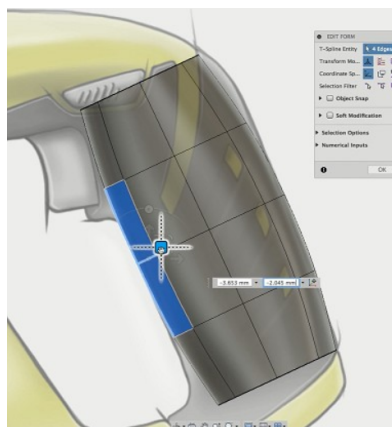 EDIT FORM
T-Spline Entity 4 Edges
Transform Mo...
Coordinate Sp...
Selection Filter
Object Snap
Soft Modification
Selection Options
Numerical Inputs
OK
-3.653 mm -2.045 mm